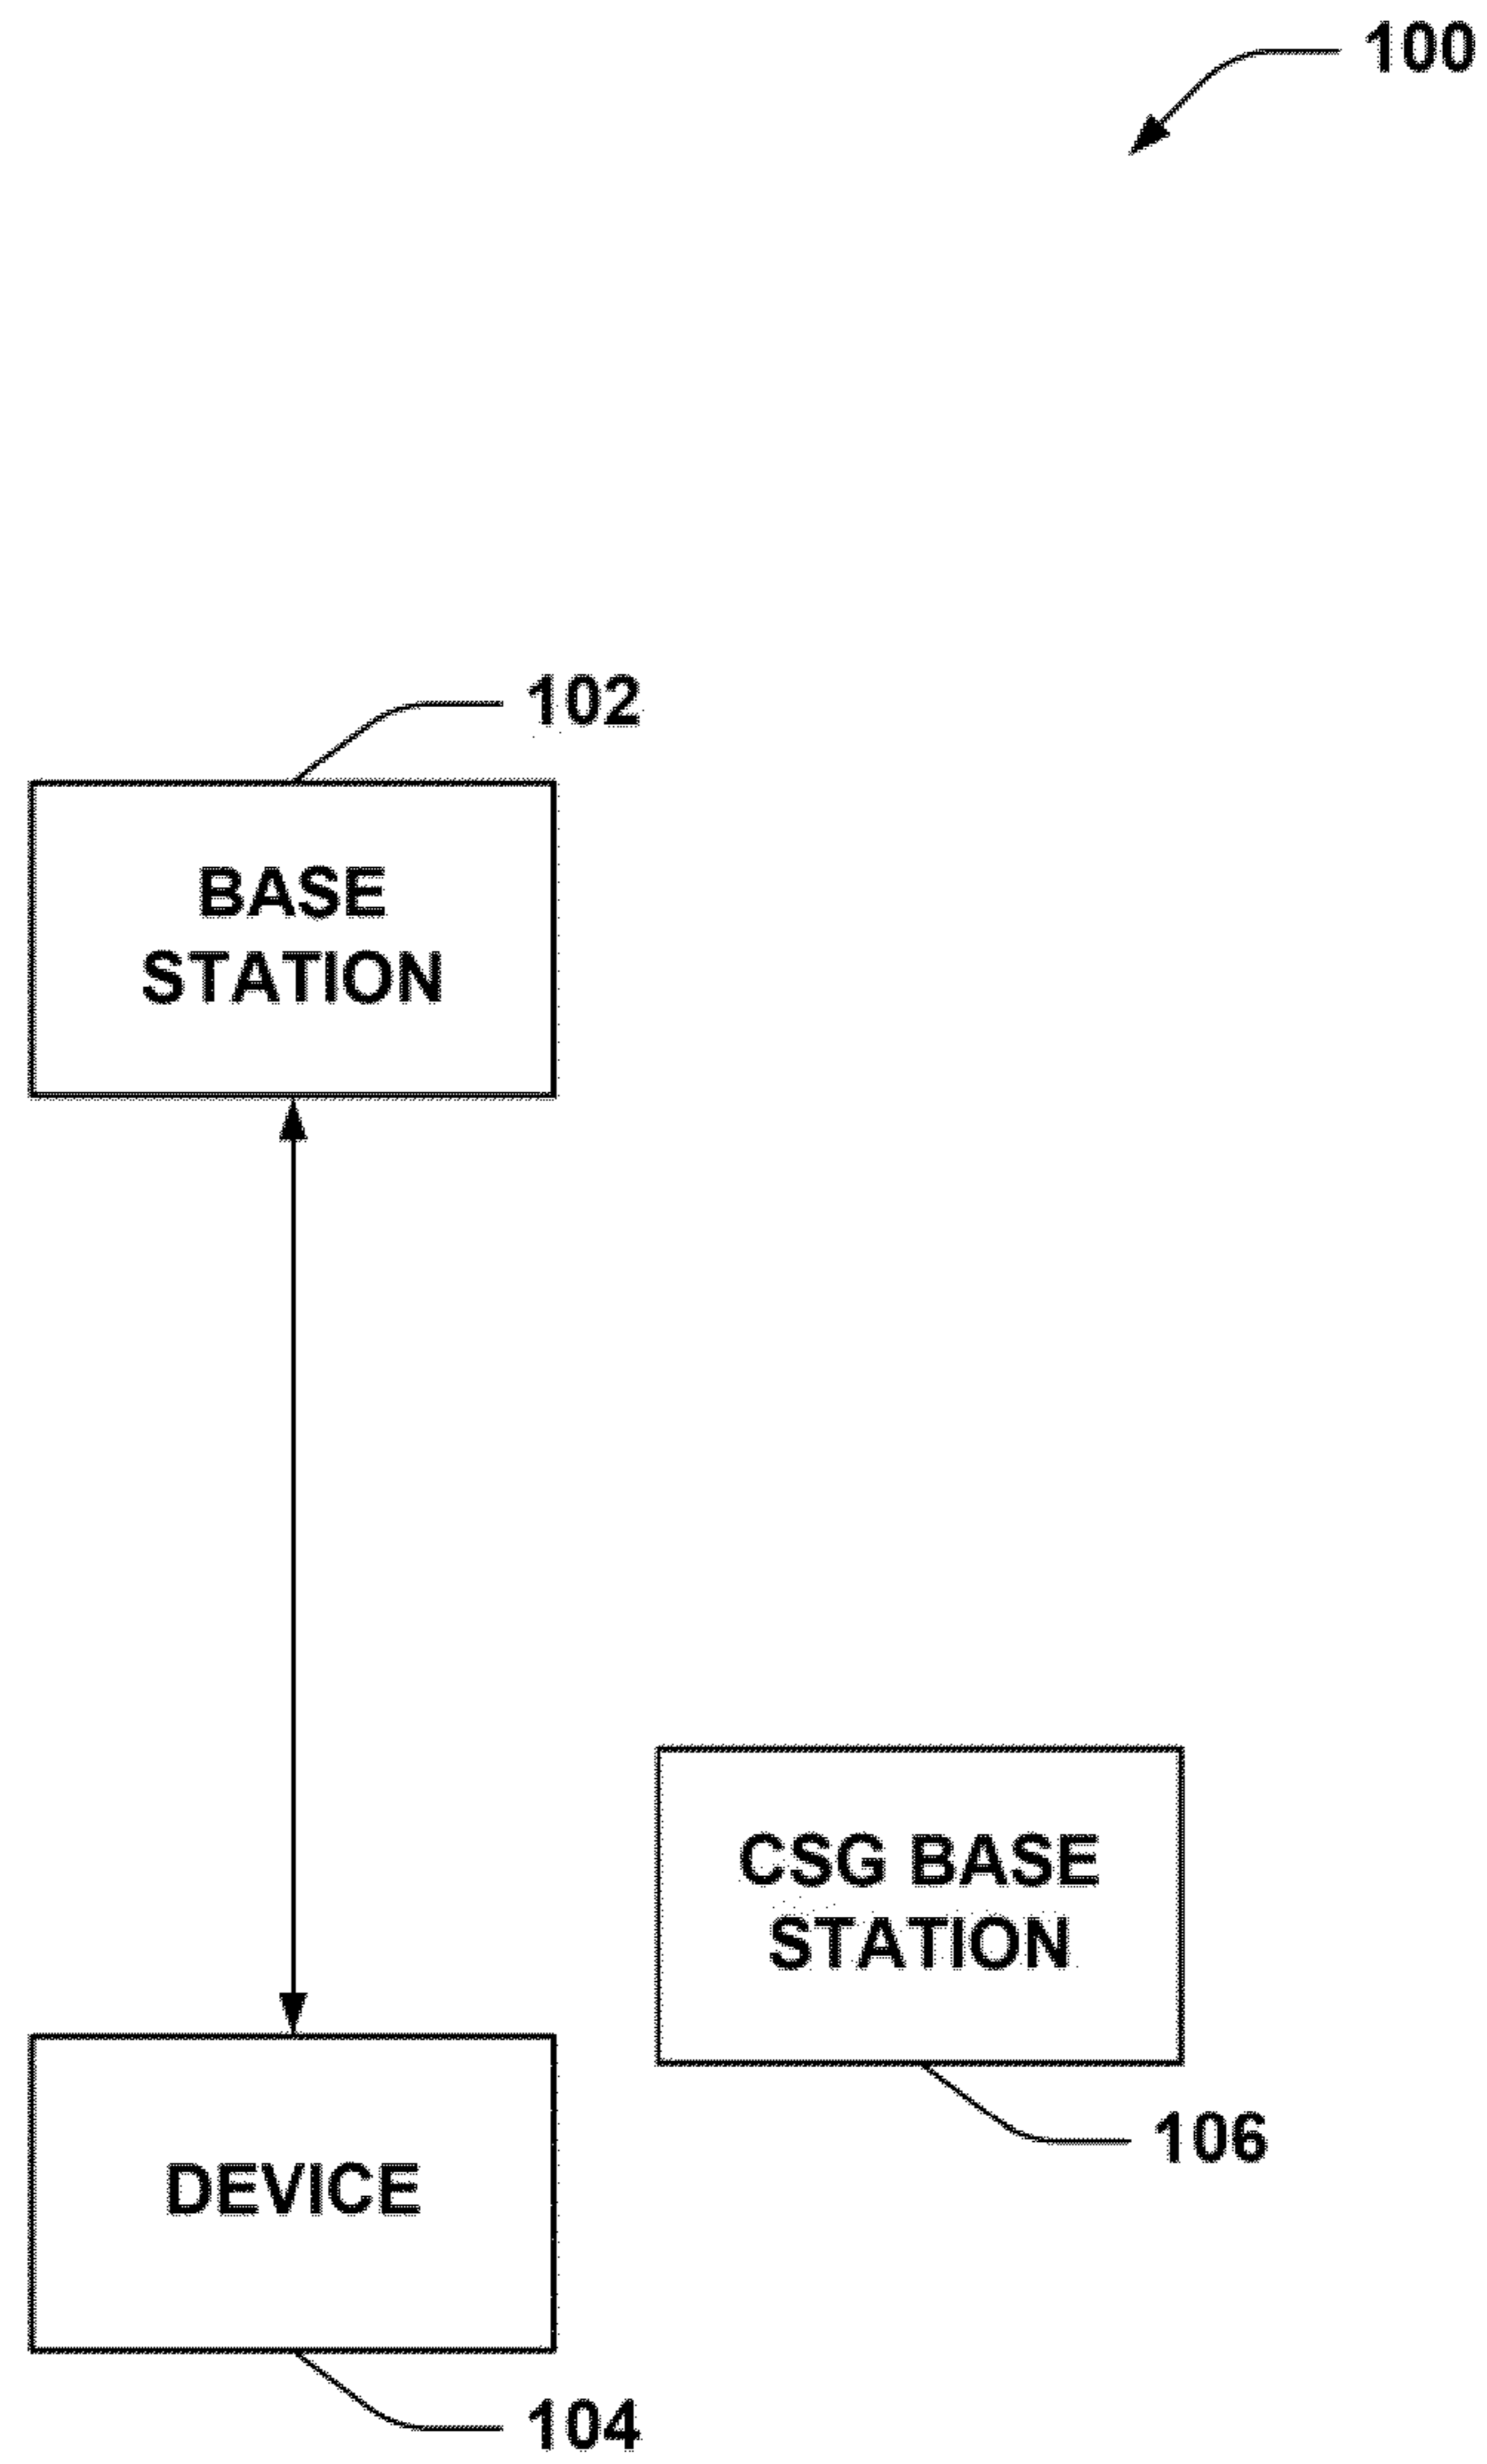 100
102
BASE
STATION
CSG BASE
STATION
106
DEVICE
104